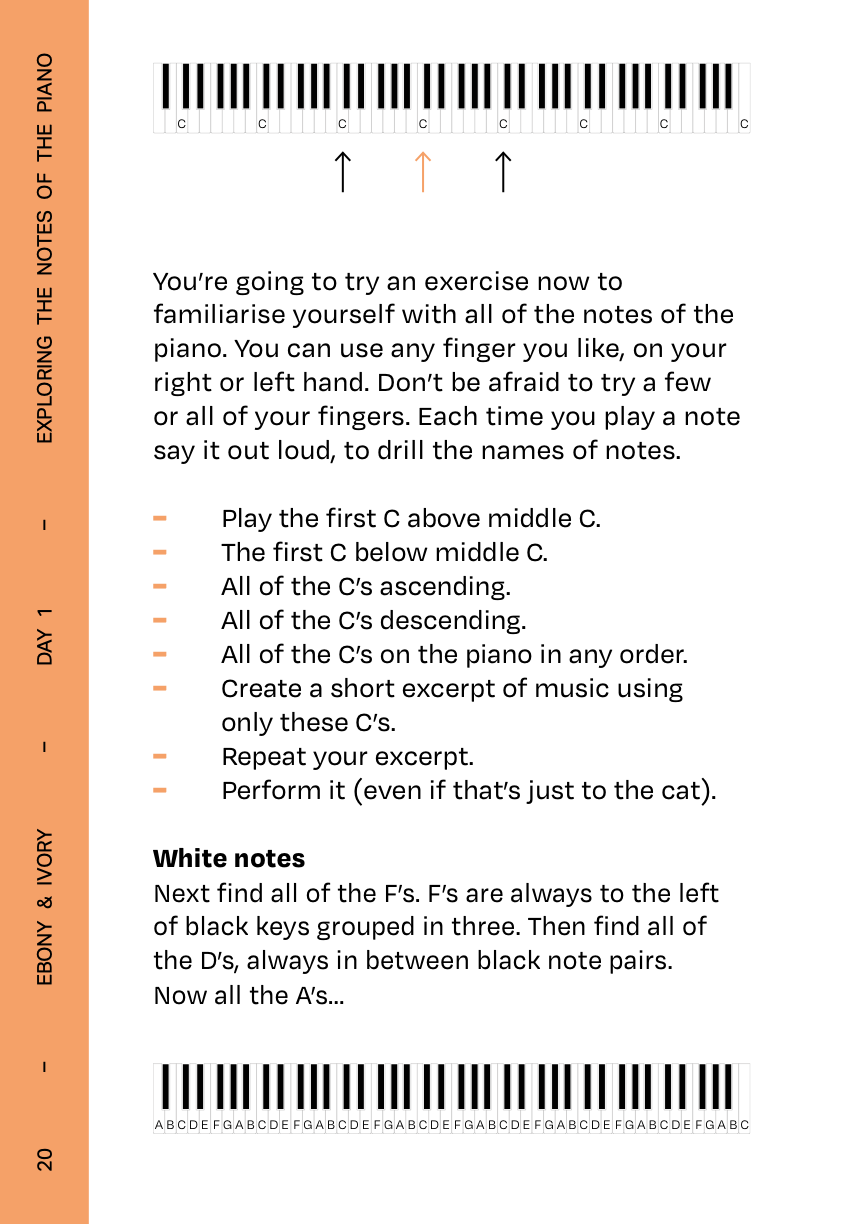 EXPLORING THE NOTES OF THE PIANO
–
DAY 1
–
EBONY & IVORY
–
20
C C C C C C C C
You’re going to try an exercise now to
familiarise yourself with all of the notes of the
piano. You can use any finger you like, on your
right or left hand. Don’t be afraid to try a few
or all of your fingers. Each time you play a note
say it out loud, to drill the names of notes.
– Play the first C above middle C.
– The first C below middle C.
– All of the C’s ascending.
– All of the C’s descending.
– All of the C’s on the piano in any order.
– Create a short excerpt of music using
only these C’s.
– Repeat your excerpt.
– Perform it (even if that’s just to the cat).
White notes
Next find all of the F’s. F’s are always to the left
of black keys grouped in three. Then find all of
the D’s, always in between black note pairs.
Now all the A’s...
A B C D E F G A B C D E F G A B C D E F G A B C D E F G A B C D E F G A B C D E F G A B C D E F G A B C